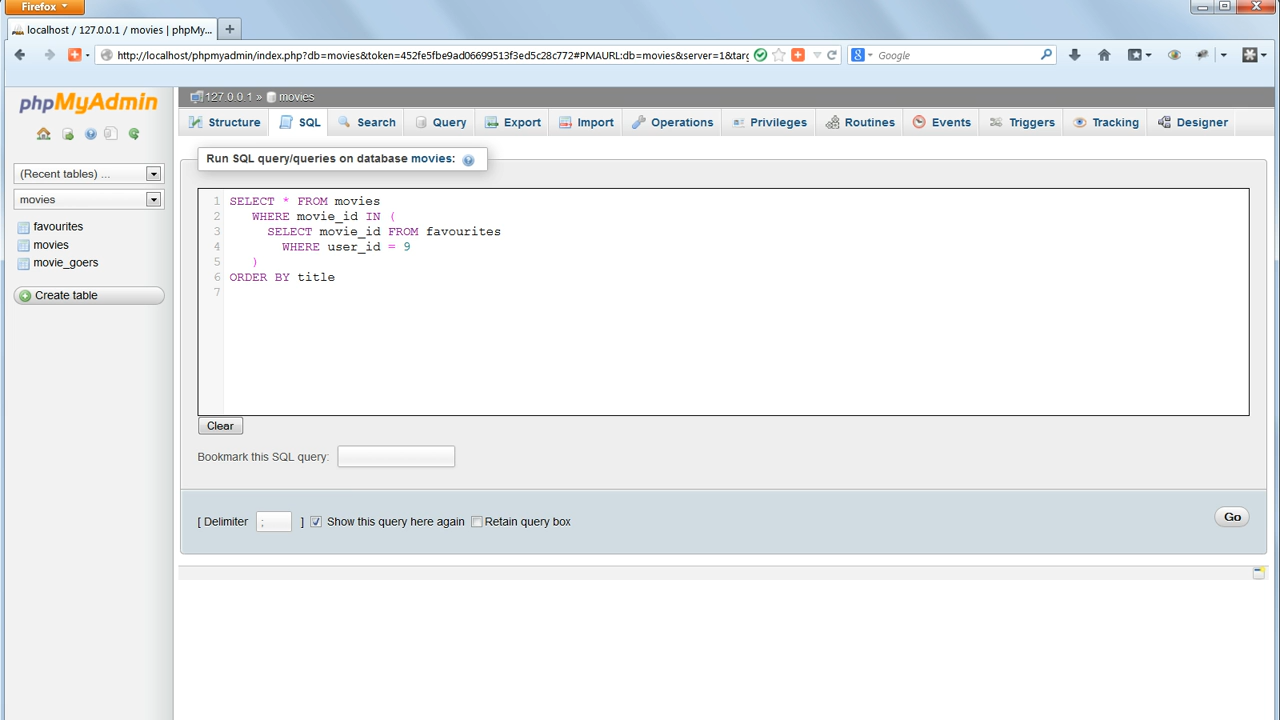 Firefox
localhost / 127.0.0.1 / movies | phpMy...
http://localhost/phpmyadmin/index.php?db=movies&token=452fe5fbe9ad06699513f3ed5c28c772#PMAURL:db=movies&server=1&targ
Google
phpMyAdmin
127.0.0.1 » movies
Structure SQL Search Query Export Import Operations Privileges Routines Events Triggers Tracking Designer
(Recent tables) ...
movies
favourites
movies
movie_goers
Create table
Run SQL query/queries on database movies:
1 SELECT * FROM movies
2 WHERE movie_id IN (
3 SELECT movie_id FROM favourites
4 WHERE user_id = 9
5 )
6 ORDER BY title
7
Clear
Bookmark this SQL query:
[ Delimiter ; ] Show this query here again Retain query box
Go